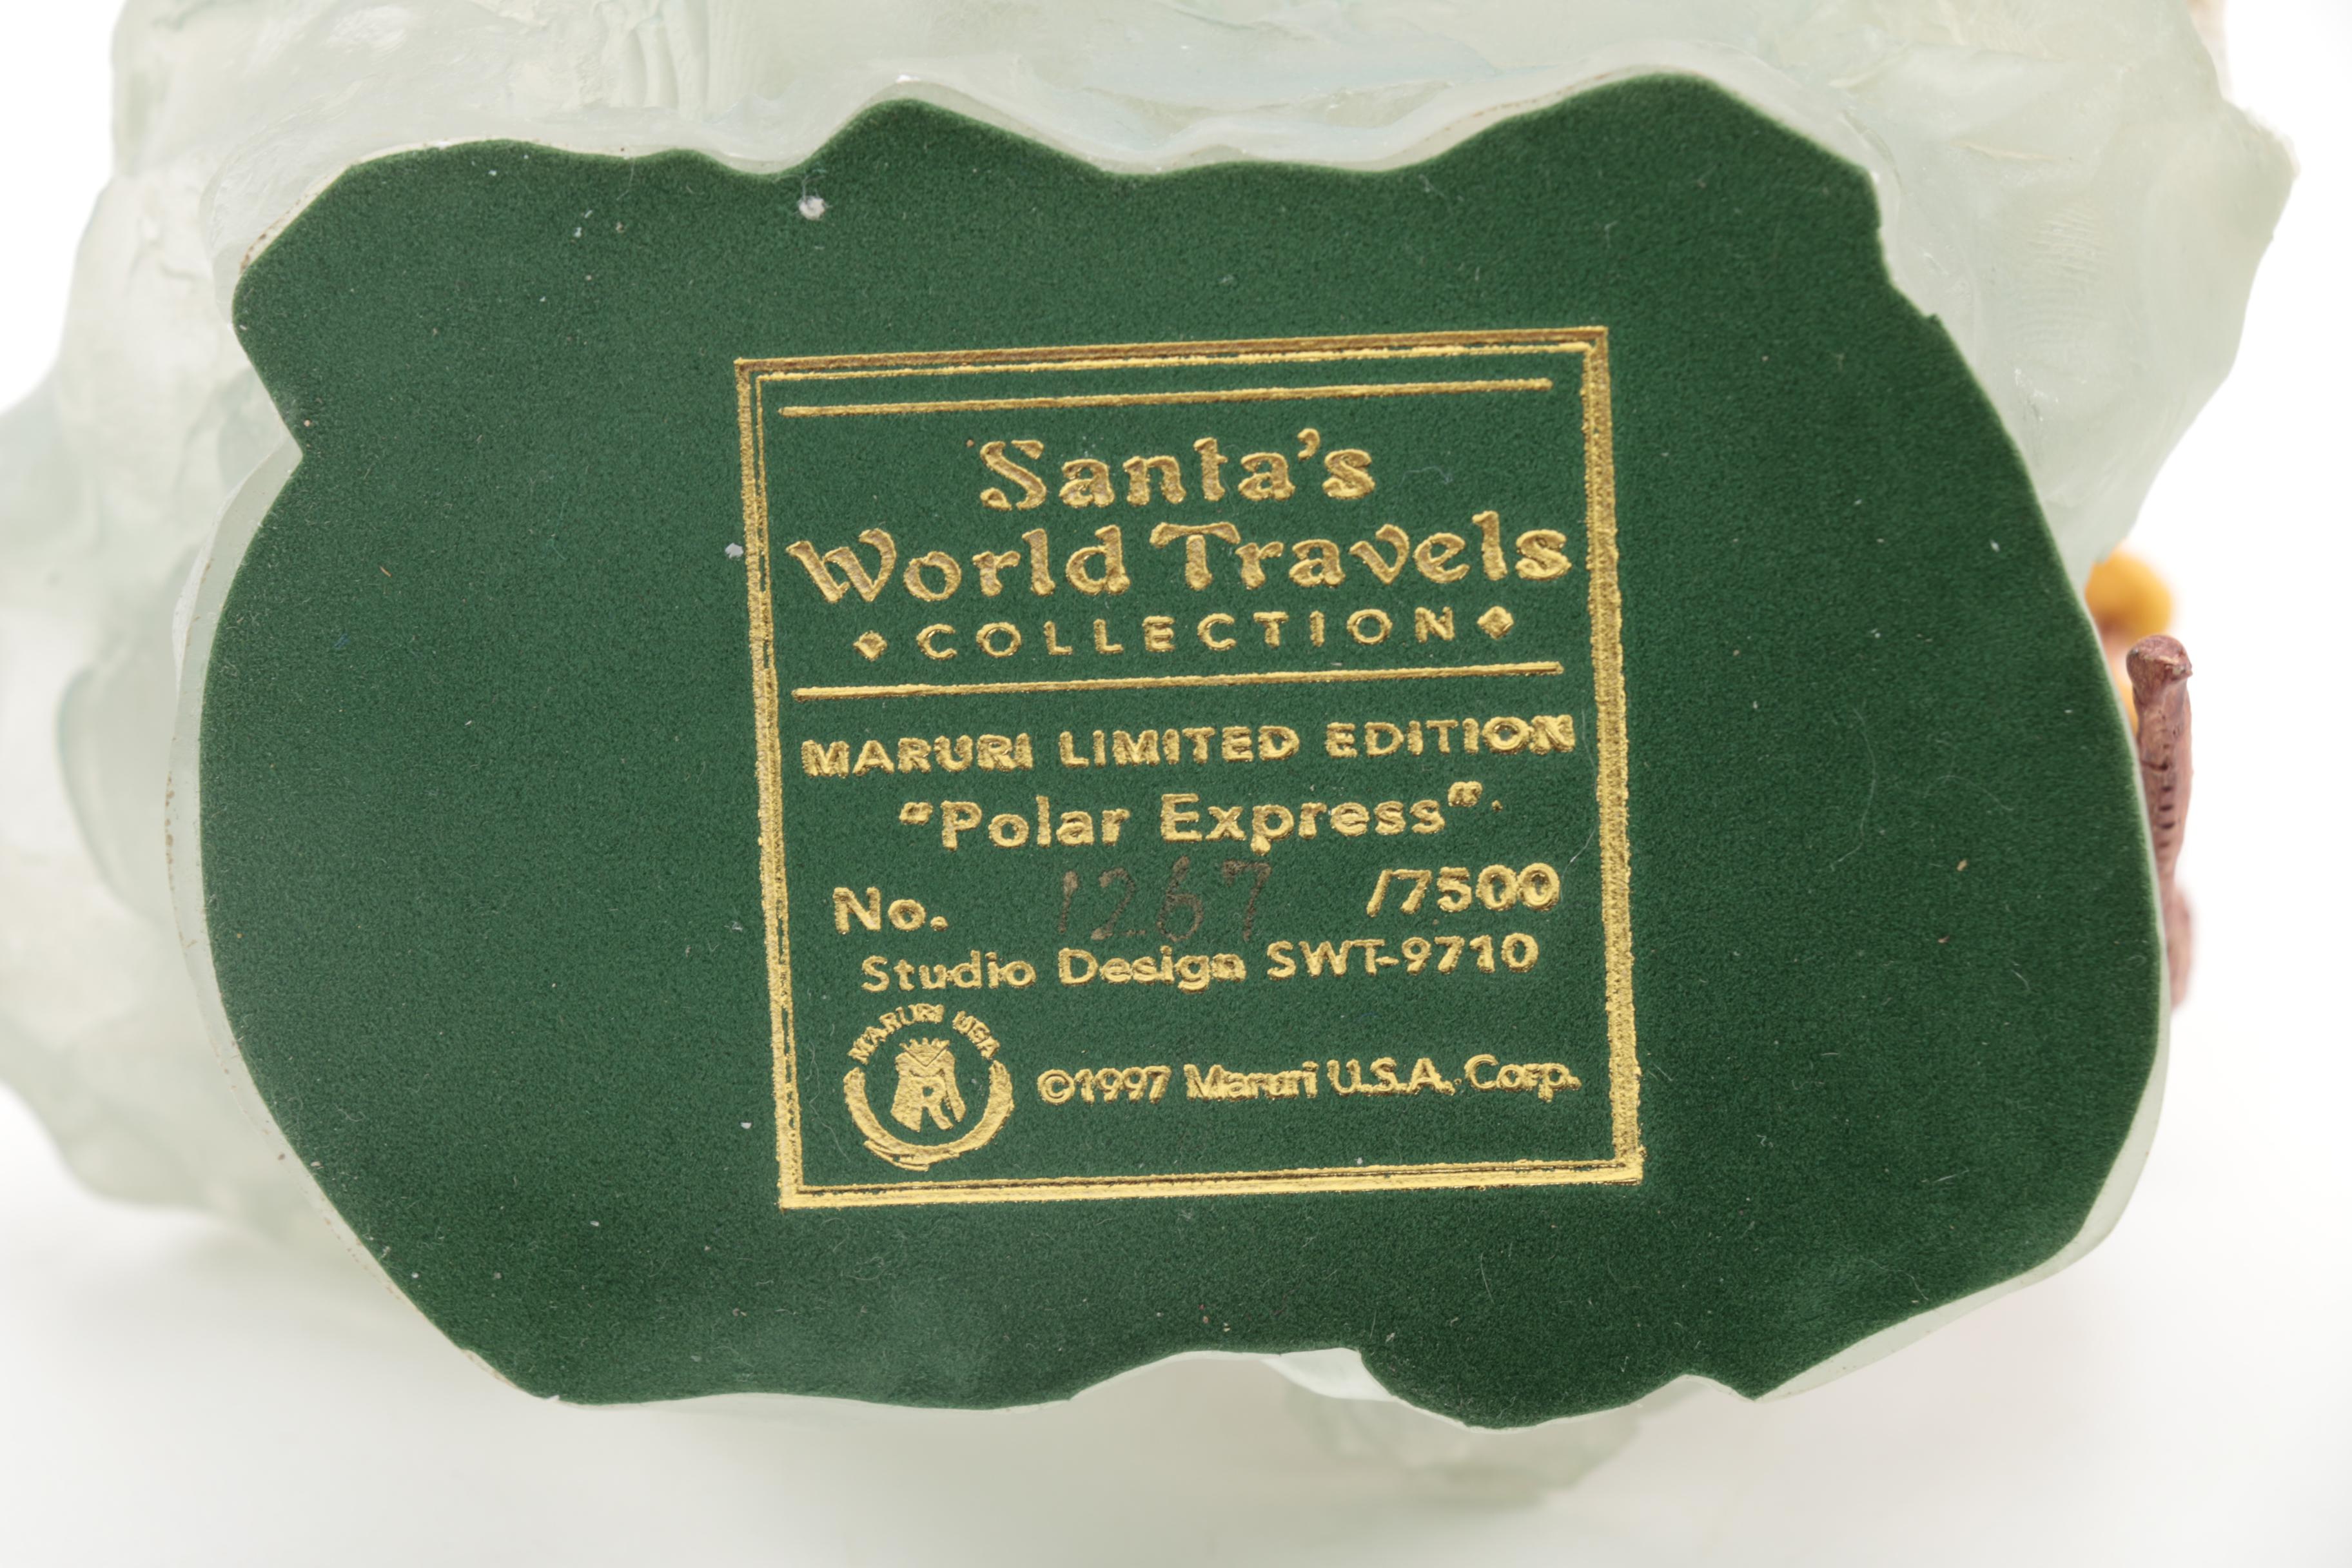 Santa's
World Travels
◆ COLLECTION ◆
MARURI LIMITED EDITION
"Polar Express".
No. 1267 /7500
Studio Design SWT-9710
MARURI USA
R
©1997 Maruri U.S.A. Corp.